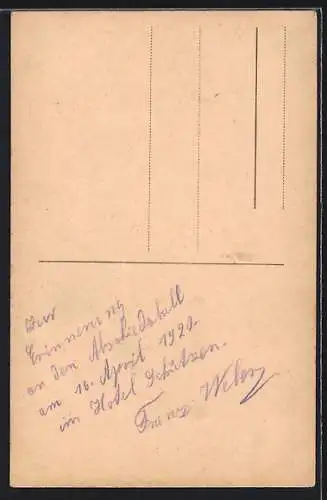 Zur
Erinnerung
an den Abschiedsball
am 16. April 1921.
im Hotel Schützen.
Franz Weber